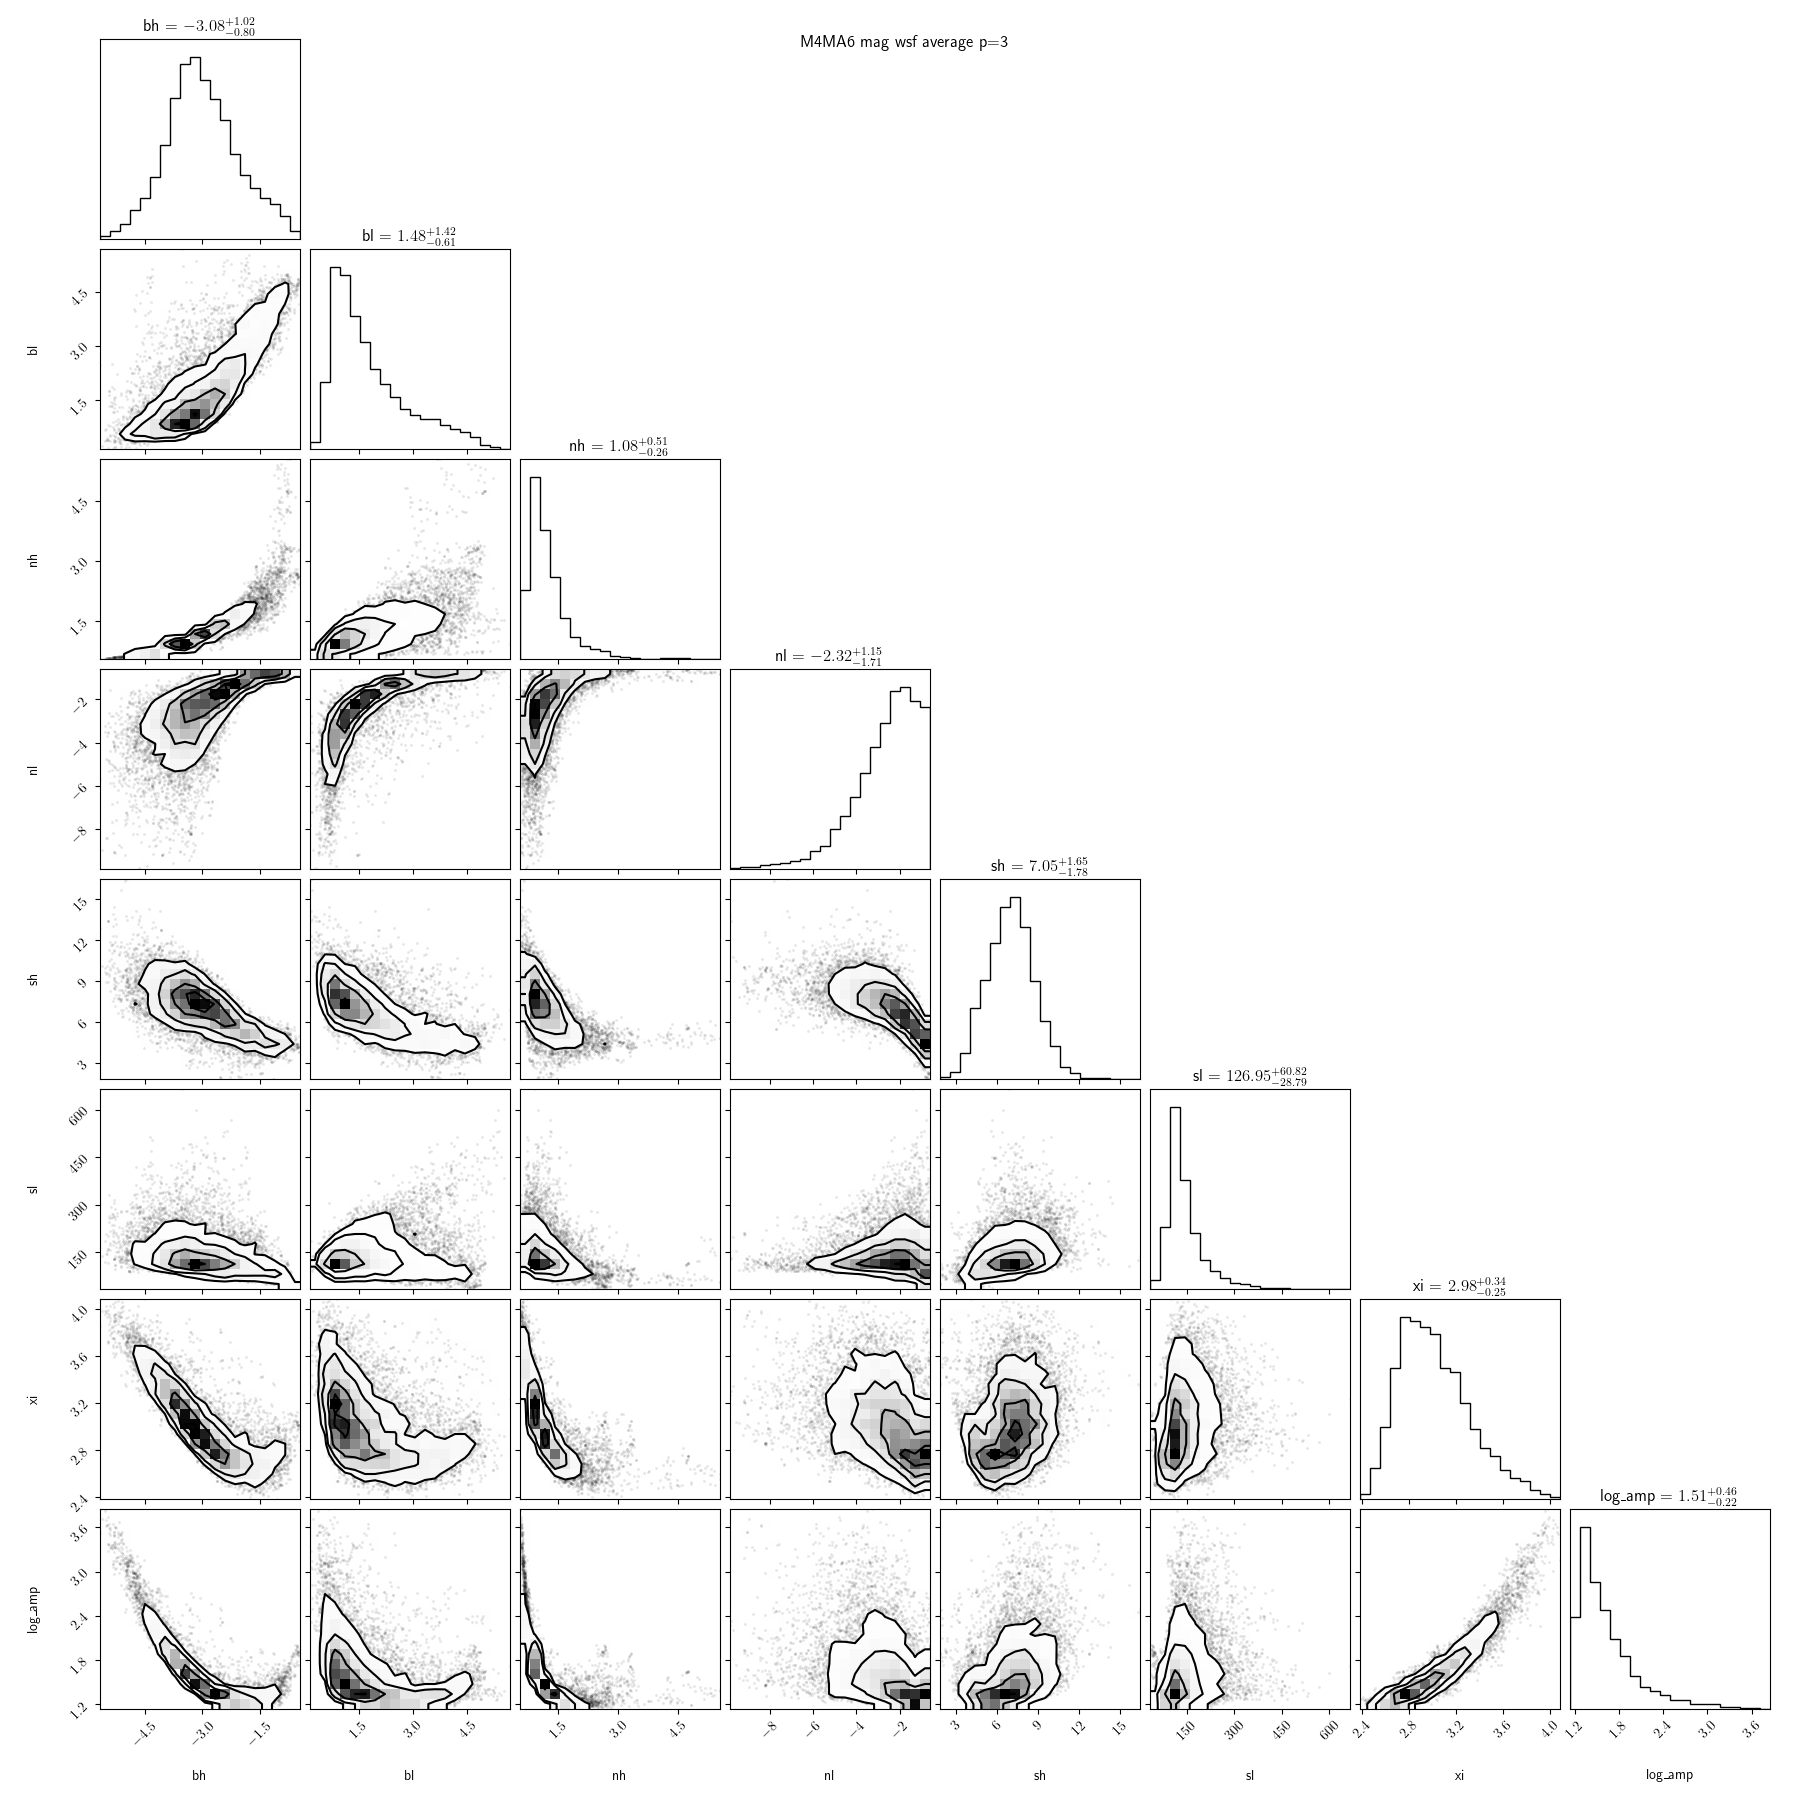 bh = −3.08+1.02 −0.80
M4MA6 mag wsf average p=3
bl = 1.48+1.42 −0.61
4.5
3.0
1.5
bl
nh = 1.08+0.51 −0.26
4.5
3.0
1.5
nh
nl = −2.32+1.15 −1.71
−2
−4
−6
−8
nl
sh = 7.05+1.65 −1.78
15
12
9
6
3
sh
sl = 126.95+60.82 −28.79
600
450
300
150
sl
xi = 2.98+0.34 −0.25
4.0
3.6
3.2
2.8
2.4
xi
log_amp = 1.51+0.46 −0.22
3.6
3.0
2.4
1.8
1.2
log_amp
−4.5 −3.0 −1.5 1.5 3.0 4.5 1.5 3.0 4.5 −8 −6 −4 −2 3 6 9 12 15 150 300 450 600 2.4 2.8 3.2 3.6 4.0 1.2 1.8 2.4 3.0 3.6
bh bl nh nl sh sl xi log_amp